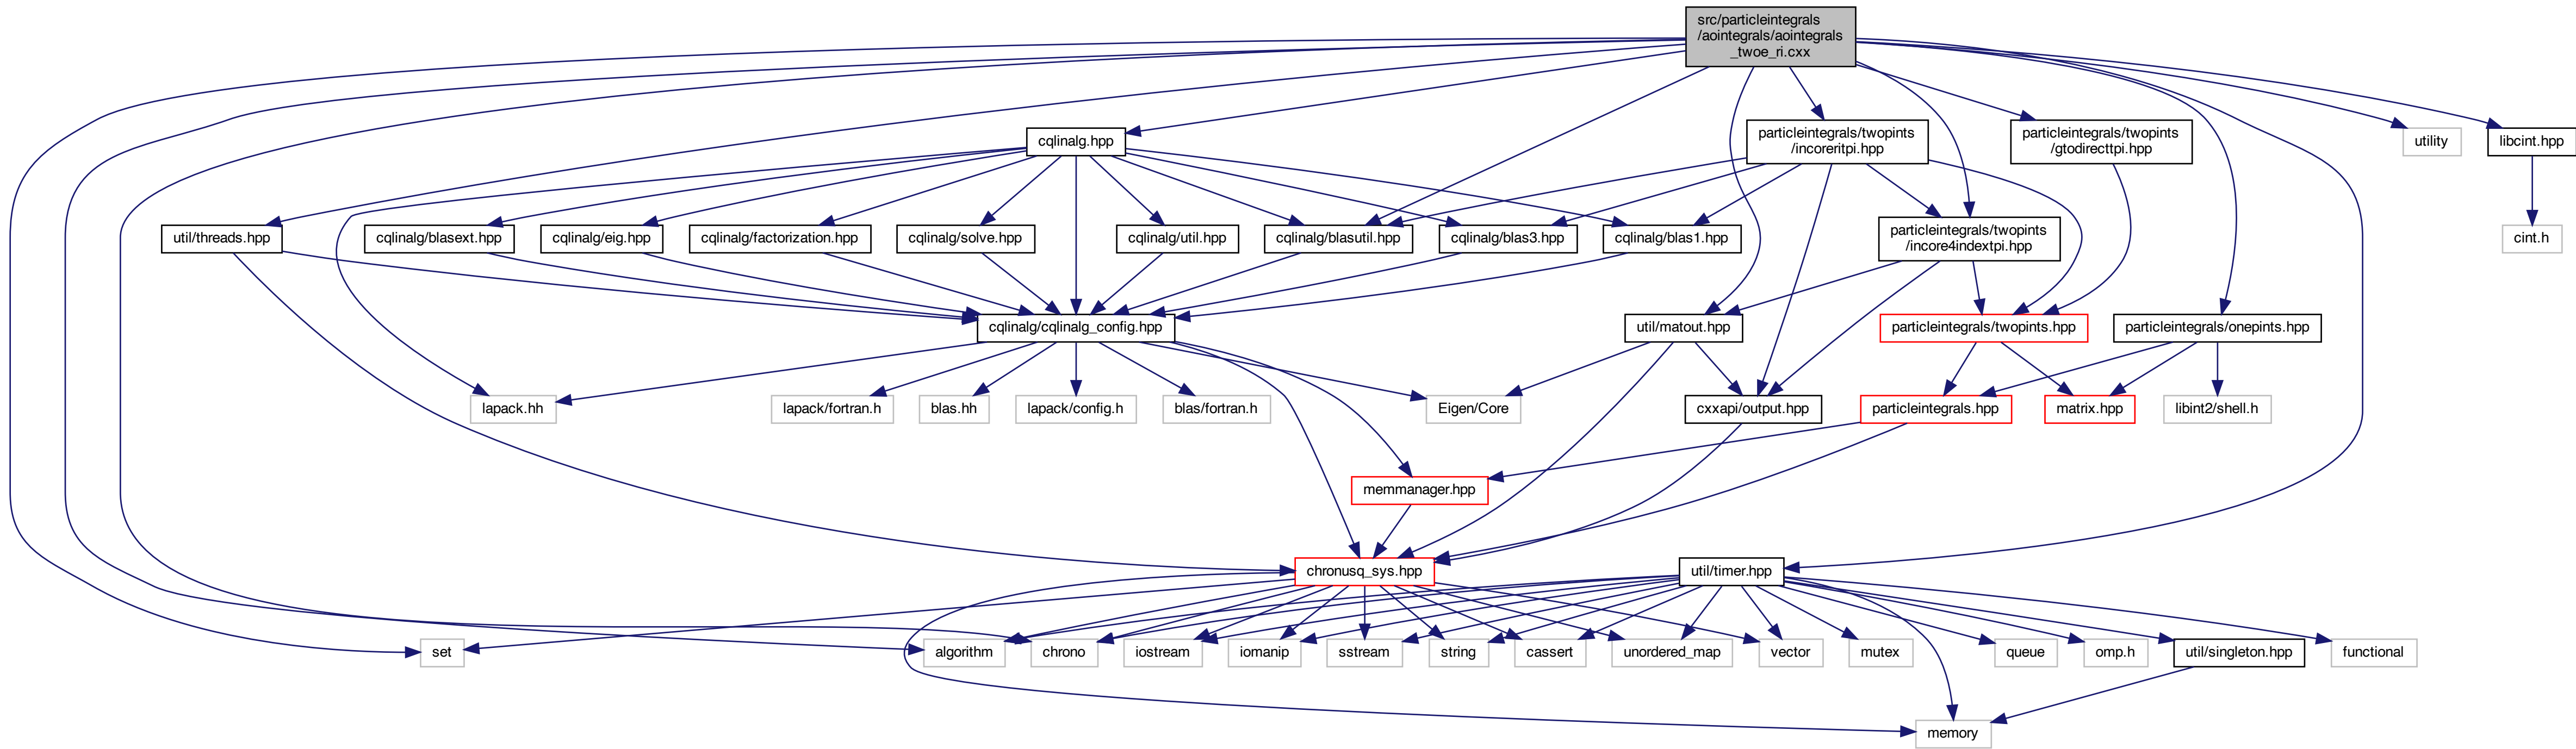 src/particleintegrals
/aointegrals/aointegrals
_twoe_ri.cxx
cqlinalg.hpp
particleintegrals/twopints
/incoreritpi.hpp
particleintegrals/twopints
/gtodirecttpi.hpp
utility
libcint.hpp
util/threads.hpp
cqlinalg/blasext.hpp
cqlinalg/eig.hpp
cqlinalg/factorization.hpp
cqlinalg/solve.hpp
cqlinalg/util.hpp
cqlinalg/blasutil.hpp
cqlinalg/blas3.hpp
cqlinalg/blas1.hpp
particleintegrals/twopints
/incore4indextpi.hpp
cint.h
cqlinalg/cqlinalg_config.hpp
util/matout.hpp
particleintegrals/twopints.hpp
particleintegrals/onepints.hpp
lapack.hh
lapack/fortran.h
blas.hh
lapack/config.h
blas/fortran.h
Eigen/Core
cxxapi/output.hpp
particleintegrals.hpp
matrix.hpp
libint2/shell.h
memmanager.hpp
chronusq_sys.hpp
util/timer.hpp
set
algorithm
chrono
iostream
iomanip
sstream
string
cassert
unordered_map
vector
mutex
queue
omp.h
util/singleton.hpp
functional
memory